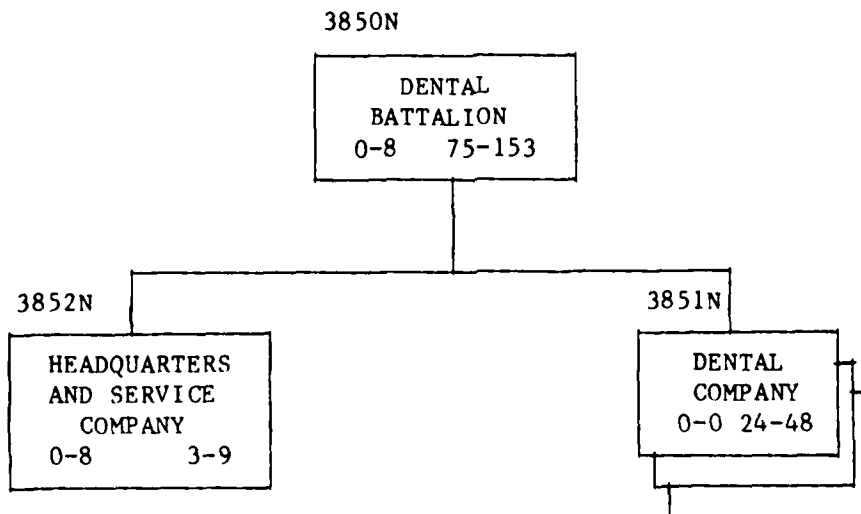 3850N
DENTAL
BATTALION
0-8 75-153
3852N
HEADQUARTERS
AND SERVICE
COMPANY
0-8 3-9
3851N
DENTAL
COMPANY
0-0 24-48